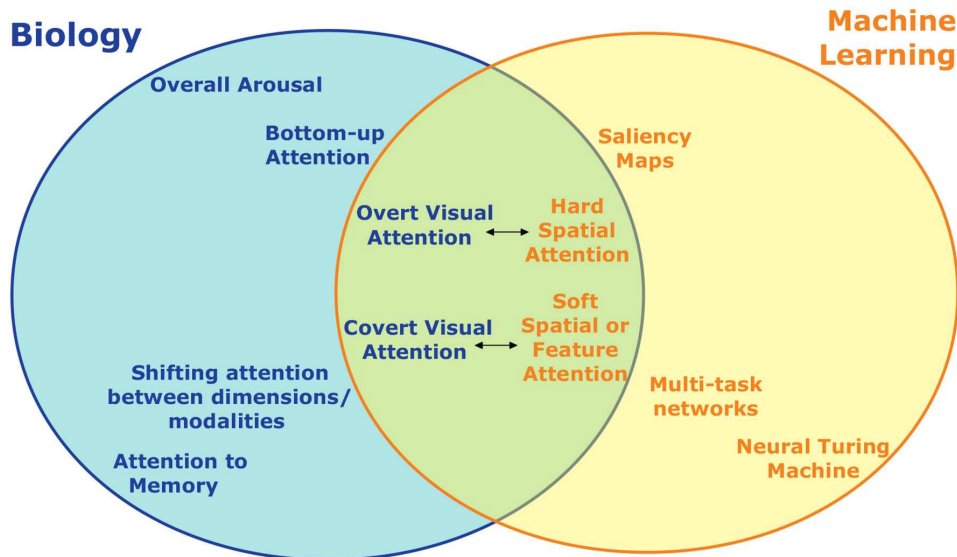 Biology
Machine
Learning
Overall Arousal
Bottom-up
Attention
Saliency
Maps
Overt Visual
Attention
Hard
Spatial
Attention
Covert Visual
Attention
Soft
Spatial or
Feature
Attention
Shifting attention
between dimensions/
modalities
Multi-task
networks
Attention to
Memory
Neural Turing
Machine